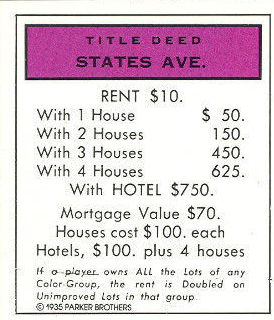 TITLE DEED
STATES AVE.
RENT $10.
With 1 House $ 50.
With 2 Houses 150.
With 3 Houses 450.
With 4 Houses 625.
With HOTEL $750.
Mortgage Value $70.
Houses cost $100. each
Hotels, $100. plus 4 houses
If a player owns ALL the Lots of any
Color-Group, the rent is Doubled on
Unimproved Lots in that group.
© 1935 PARKER BROTHERS